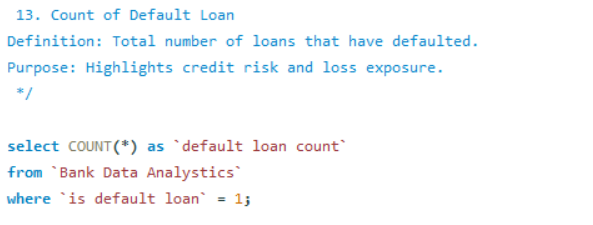 13. Count of Default Loan
Definition: Total number of loans that have defaulted.
Purpose: Highlights credit risk and loss exposure.
*/
select COUNT(*) as `default loan count`
from `Bank Data Analystics`
where `is default loan` = 1;